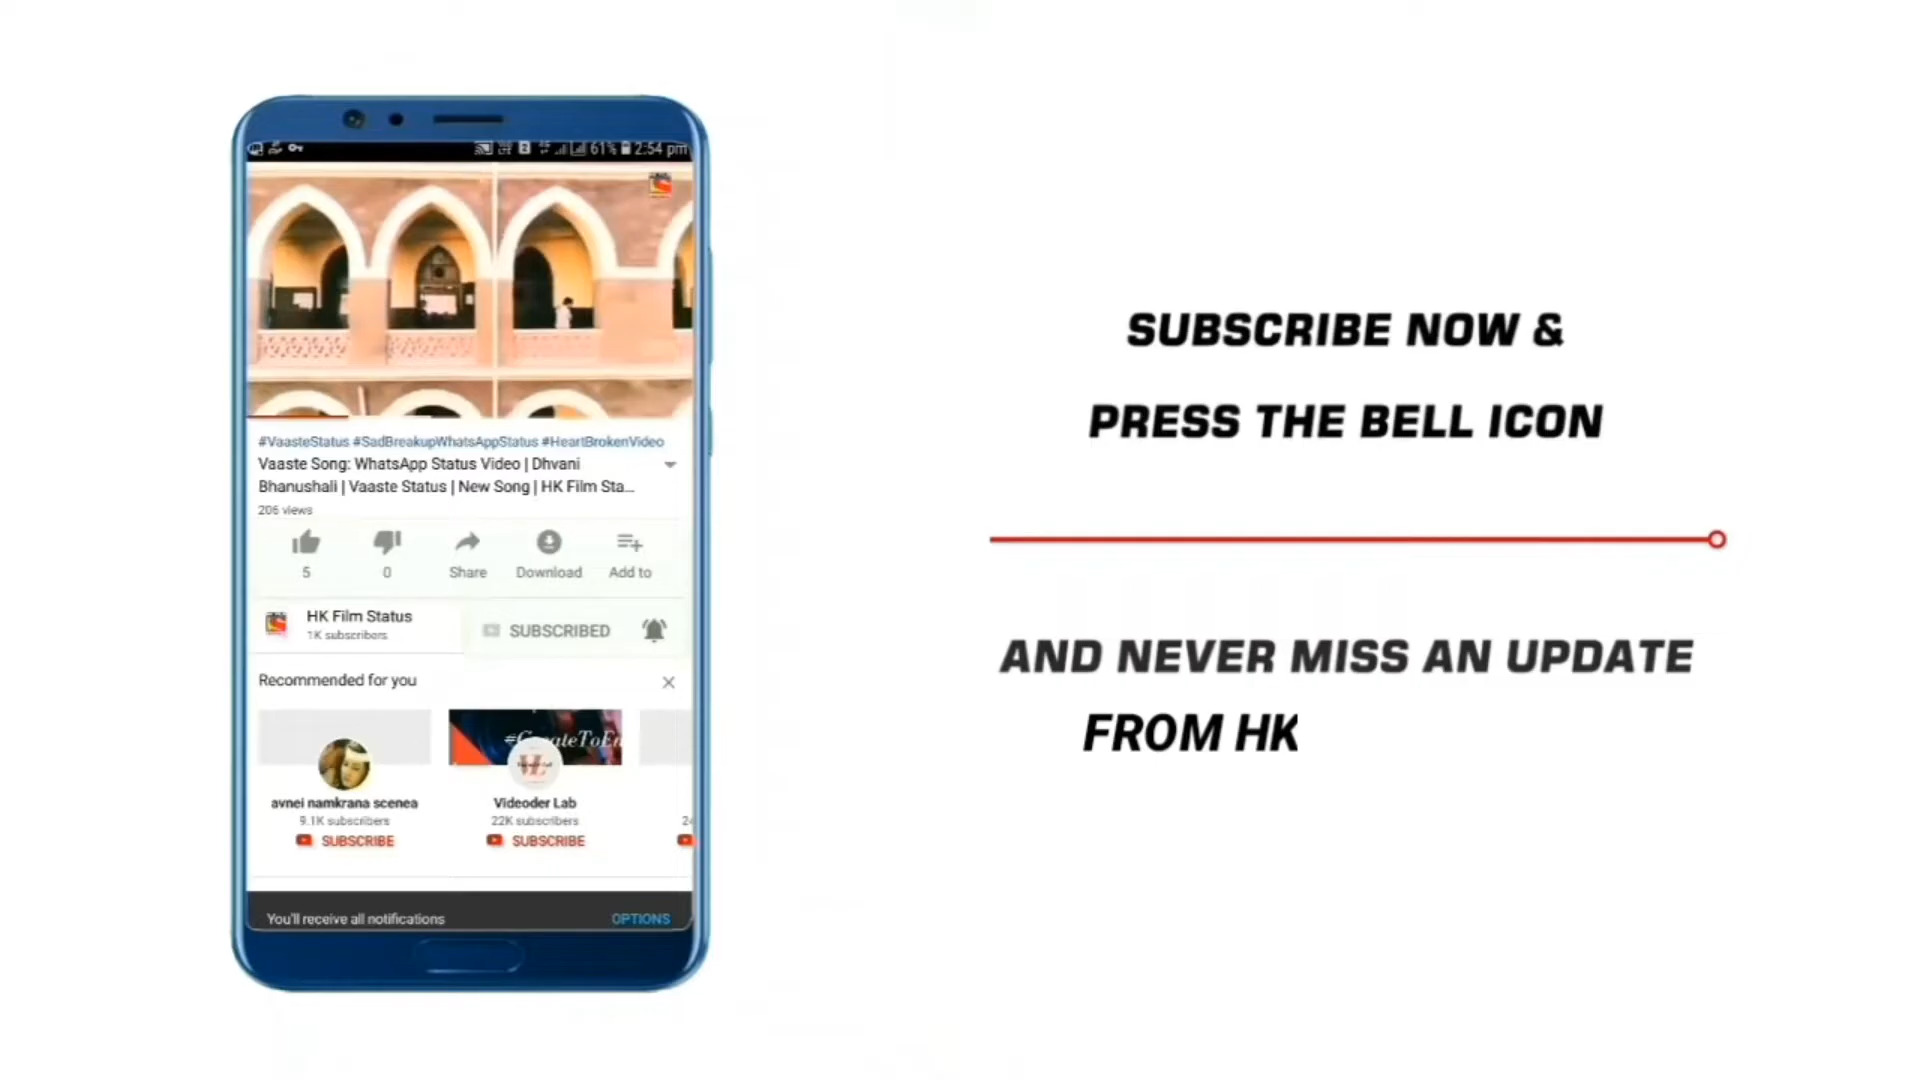 61% 2:54 pm
#VaasteStatus #SadBreakupWhatsAppStatus #HeartBrokenVideo
Vaaste Song: WhatsApp Status Video | Dhvani
Bhanushali | Vaaste Status | New Song | HK Film Sta...
206 views
5 0 Share Download Add to
HK Film Status
1K subscribers
SUBSCRIBED
Recommended for you
avnei namkrana scenea
9.1K subscribers
SUBSCRIBE
Videoder Lab
22K subscribers
SUBSCRIBE
You'll receive all notifications OPTIONS
SUBSCRIBE NOW &
PRESS THE BELL ICON
AND NEVER MISS AN UPDATE
FROM HK